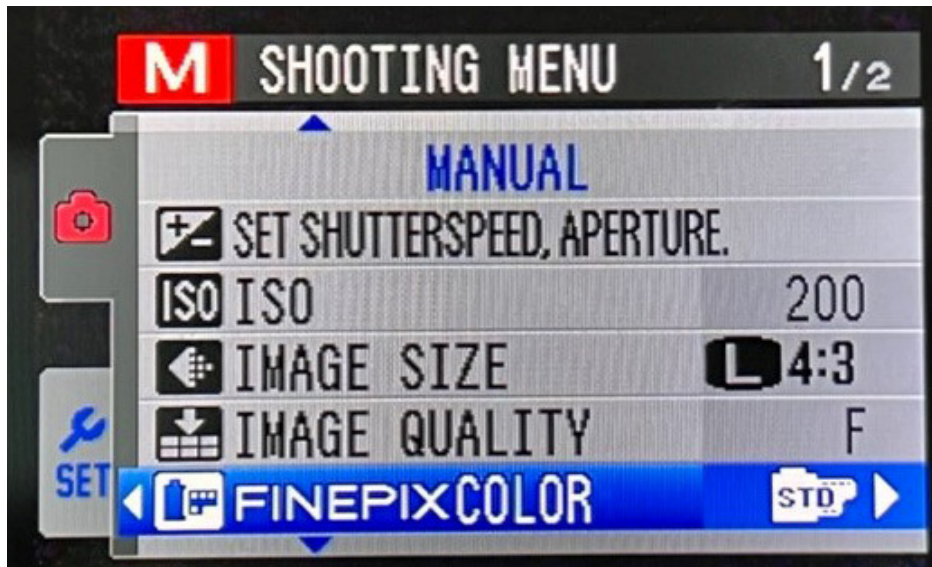 M SHOOTING MENU 1/2
MANUAL
SET SHUTTERSPEED, APERTURE.
ISO ISO 200
IMAGE SIZE L 4:3
IMAGE QUALITY F
SET
FINEPIX COLOR STD